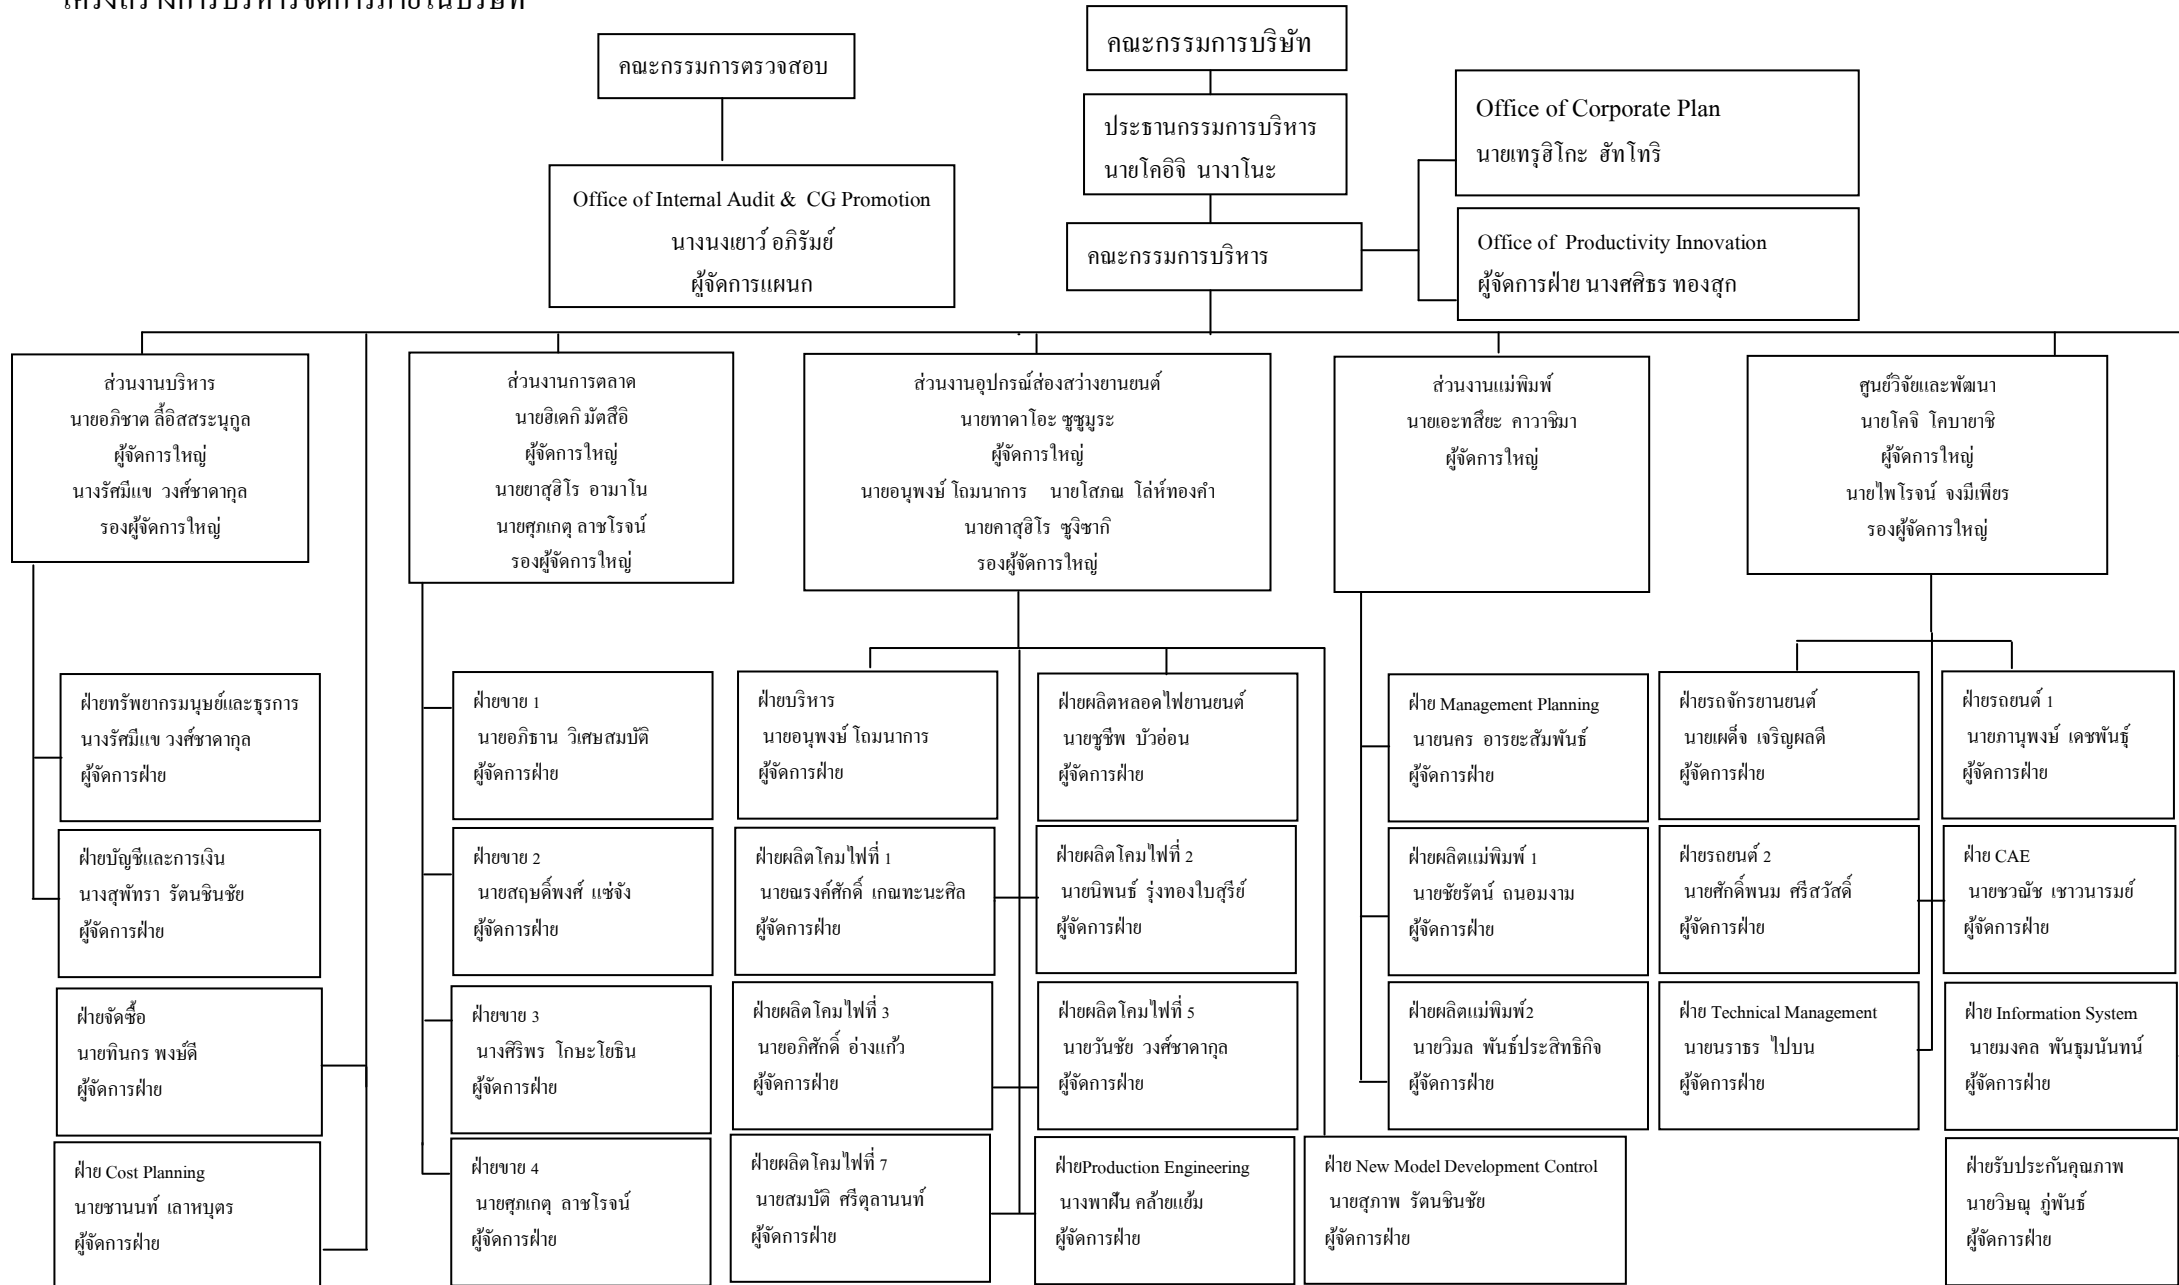 โครงสร้างการบริหารจัดการภายในบริษัท
คณะกรรมการตรวจสอบ
คณะกรรมการบริษัท
ประธานกรรมการบริหาร
นายโคอิจิ นางาโนะ
Office of Corporate Plan
นายเทรุฮิโกะ ฮัทโทริ
Office of Internal Audit & CG Promotion
นางนงเยาว์ อภิรัมย์
ผู้จัดการแผนก
คณะกรรมการบริหาร
Office of Productivity Innovation
ผู้จัดการฝ่าย นางศศิธร ทองสุก
ส่วนงานบริหาร
นายอภิชาต ลี้อิสสระนุกูล
ผู้จัดการใหญ่
นางรัศมีแข วงศ์ชาดากุล
รองผู้จัดการใหญ่
ส่วนงานการตลาด
นายฮิเดกิ มัตสึอิ
ผู้จัดการใหญ่
นายยาสุฮิโร อามาโน
นายศุภเกตุ ลาชโรจน์
รองผู้จัดการใหญ่
ส่วนงานอุปกรณ์ส่องสว่างยานยนต์
นายทาดาโอะ ซูซูมูระ
ผู้จัดการใหญ่
นายอนุพงษ์ โถมนาการ นายโสภณ โล่ห์ทองคำ
นายคาสุฮิโร ซูงิซากิ
รองผู้จัดการใหญ่
ส่วนงานแม่พิมพ์
นายเอะทสึยะ คาวาชิมา
ผู้จัดการใหญ่
ศูนย์วิจัยและพัฒนา
นายโคจิ โคบายาชิ
ผู้จัดการใหญ่
นายไพโรจน์ จงมีเพียร
รองผู้จัดการใหญ่
ฝ่ายทรัพยากรมนุษย์และธุรการ
นางรัศมีแข วงศ์ชาดากุล
ผู้จัดการฝ่าย
ฝ่ายขาย 1
นายอภิธาน วิเศษสมบัติ
ผู้จัดการฝ่าย
ฝ่ายบริหาร
นายอนุพงษ์ โถมนาการ
ผู้จัดการฝ่าย
ฝ่ายผลิตหลอดไฟยานยนต์
นายชูชีพ บัวอ่อน
ผู้จัดการฝ่าย
ฝ่าย Management Planning
นายนคร อารยะสัมพันธ์
ผู้จัดการฝ่าย
ฝ่ายรถจักรยานยนต์
นายเผด็จ เจริญผลดี
ผู้จัดการฝ่าย
ฝ่ายรถยนต์ 1
นายภานุพงษ์ เดชพันธุ์
ผู้จัดการฝ่าย
ฝ่ายบัญชีและการเงิน
นางสุพัทรา รัตนชินชัย
ผู้จัดการฝ่าย
ฝ่ายขาย 2
นายสฤษดิ์พงศ์ แซ่จัง
ผู้จัดการฝ่าย
ฝ่ายผลิตโคมไฟที่ 1
นายณรงค์ศักดิ์ เกณทะนะศิล
ผู้จัดการฝ่าย
ฝ่ายผลิตโคมไฟที่ 2
นายนิพนธ์ รุ่งทองใบสุรีย์
ผู้จัดการฝ่าย
ฝ่ายผลิตแม่พิมพ์ 1
นายชัยรัตน์ ถนอมงาม
ผู้จัดการฝ่าย
ฝ่ายรถยนต์ 2
นายศักดิ์พนม ศรีสวัสดิ์
ผู้จัดการฝ่าย
ฝ่าย CAE
นายชวณัช เชาวนารมย์
ผู้จัดการฝ่าย
ฝ่ายจัดซื้อ
นายทินกร พงษ์ดี
ผู้จัดการฝ่าย
ฝ่ายขาย 3
นางศิริพร โกษะโยธิน
ผู้จัดการฝ่าย
ฝ่ายผลิตโคมไฟที่ 3
นายอภิศักดิ์ อ่างแก้ว
ผู้จัดการฝ่าย
ฝ่ายผลิตโคมไฟที่ 5
นายวันชัย วงศ์ชาดากุล
ผู้จัดการฝ่าย
ฝ่ายผลิตแม่พิมพ์2
นายวิมล พันธ์ประสิทธิกิจ
ผู้จัดการฝ่าย
ฝ่าย Technical Management
นายนราธร ไปบน
ผู้จัดการฝ่าย
ฝ่าย Information System
นายมงคล พันธุมนันทน์
ผู้จัดการฝ่าย
ฝ่าย Cost Planning
นายชานนท์ เลาหบุตร
ผู้จัดการฝ่าย
ฝ่ายขาย 4
นายศุภเกตุ ลาชโรจน์
ผู้จัดการฝ่าย
ฝ่ายผลิตโคมไฟที่ 7
นายสมบัติ ศรีตุลานนท์
ผู้จัดการฝ่าย
ฝ่ายProduction Engineering
นางพาฝัน คล้ายแย้ม
ผู้จัดการฝ่าย
ฝ่าย New Model Development Control
นายสุภาพ รัตนชินชัย
ผู้จัดการฝ่าย
ฝ่ายรับประกันคุณภาพ
นายวิษณุ ภู่พันธ์
ผู้จัดการฝ่าย